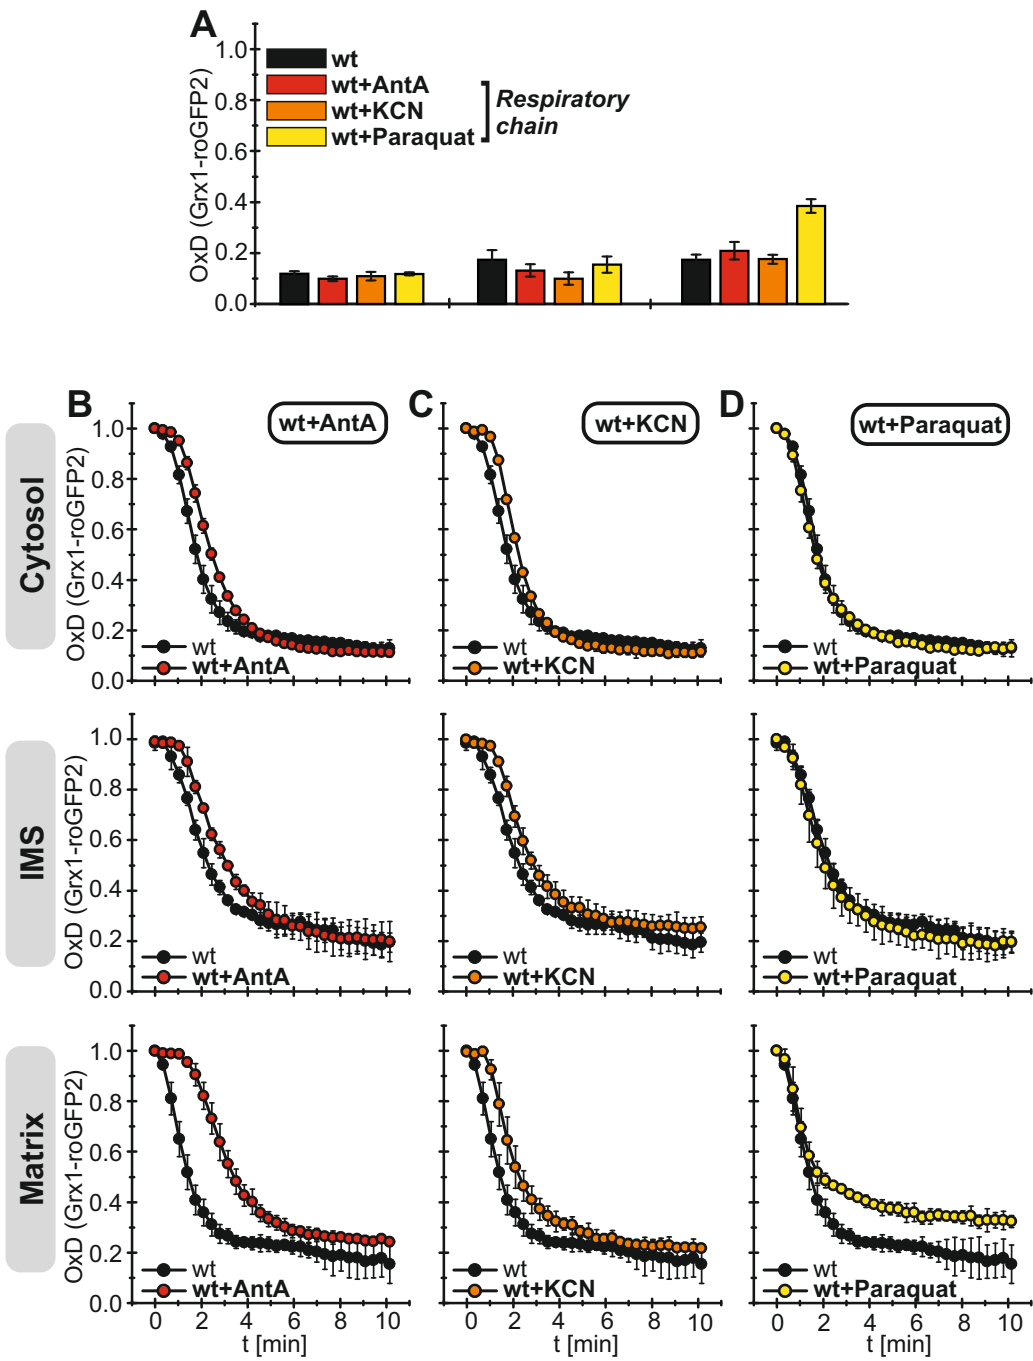 A
OxD (Grx1-roGFP2)
1.0
0.8
0.6
0.4
0.2
0.0
wt
wt+AntA
wt+KCN
wt+Paraquat
Respiratory
chain
B
wt+AntA
C
wt+KCN
D
wt+Paraquat
Cytosol
OxD (Grx1-roGFP2)
1.0
0.8
0.6
0.4
0.2
0.0
wt
wt+AntA
wt
wt+KCN
wt
wt+Paraquat
IMS
OxD (Grx1-roGFP2)
1.0
0.8
0.6
0.4
0.2
0.0
wt
wt+AntA
wt
wt+KCN
wt
wt+Paraquat
Matrix
OxD (Grx1-roGFP2)
1.0
0.8
0.6
0.4
0.2
0.0
wt
wt+AntA
wt
wt+KCN
wt
wt+Paraquat
0 2 4 6 8 10
t [min]
0 2 4 6 8 10
t [min]
0 2 4 6 8 10
t [min]